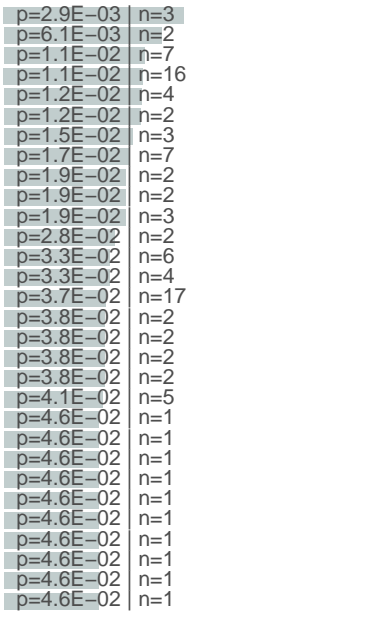 p=2.9E−03 | n=3
p=6.1E−03 | n=2
p=1.1E−02 | n=7
p=1.1E−02 | n=16
p=1.2E−02 | n=4
p=1.2E−02 | n=2
p=1.5E−02 | n=3
p=1.7E−02 | n=7
p=1.9E−02 | n=2
p=1.9E−02 | n=2
p=1.9E−02 | n=3
p=2.8E−02 | n=2
p=3.3E−02 | n=6
p=3.3E−02 | n=4
p=3.7E−02 | n=17
p=3.8E−02 | n=2
p=3.8E−02 | n=2
p=3.8E−02 | n=2
p=3.8E−02 | n=2
p=4.1E−02 | n=5
p=4.6E−02 | n=1
p=4.6E−02 | n=1
p=4.6E−02 | n=1
p=4.6E−02 | n=1
p=4.6E−02 | n=1
p=4.6E−02 | n=1
p=4.6E−02 | n=1
p=4.6E−02 | n=1
p=4.6E−02 | n=1
p=4.6E−02 | n=1